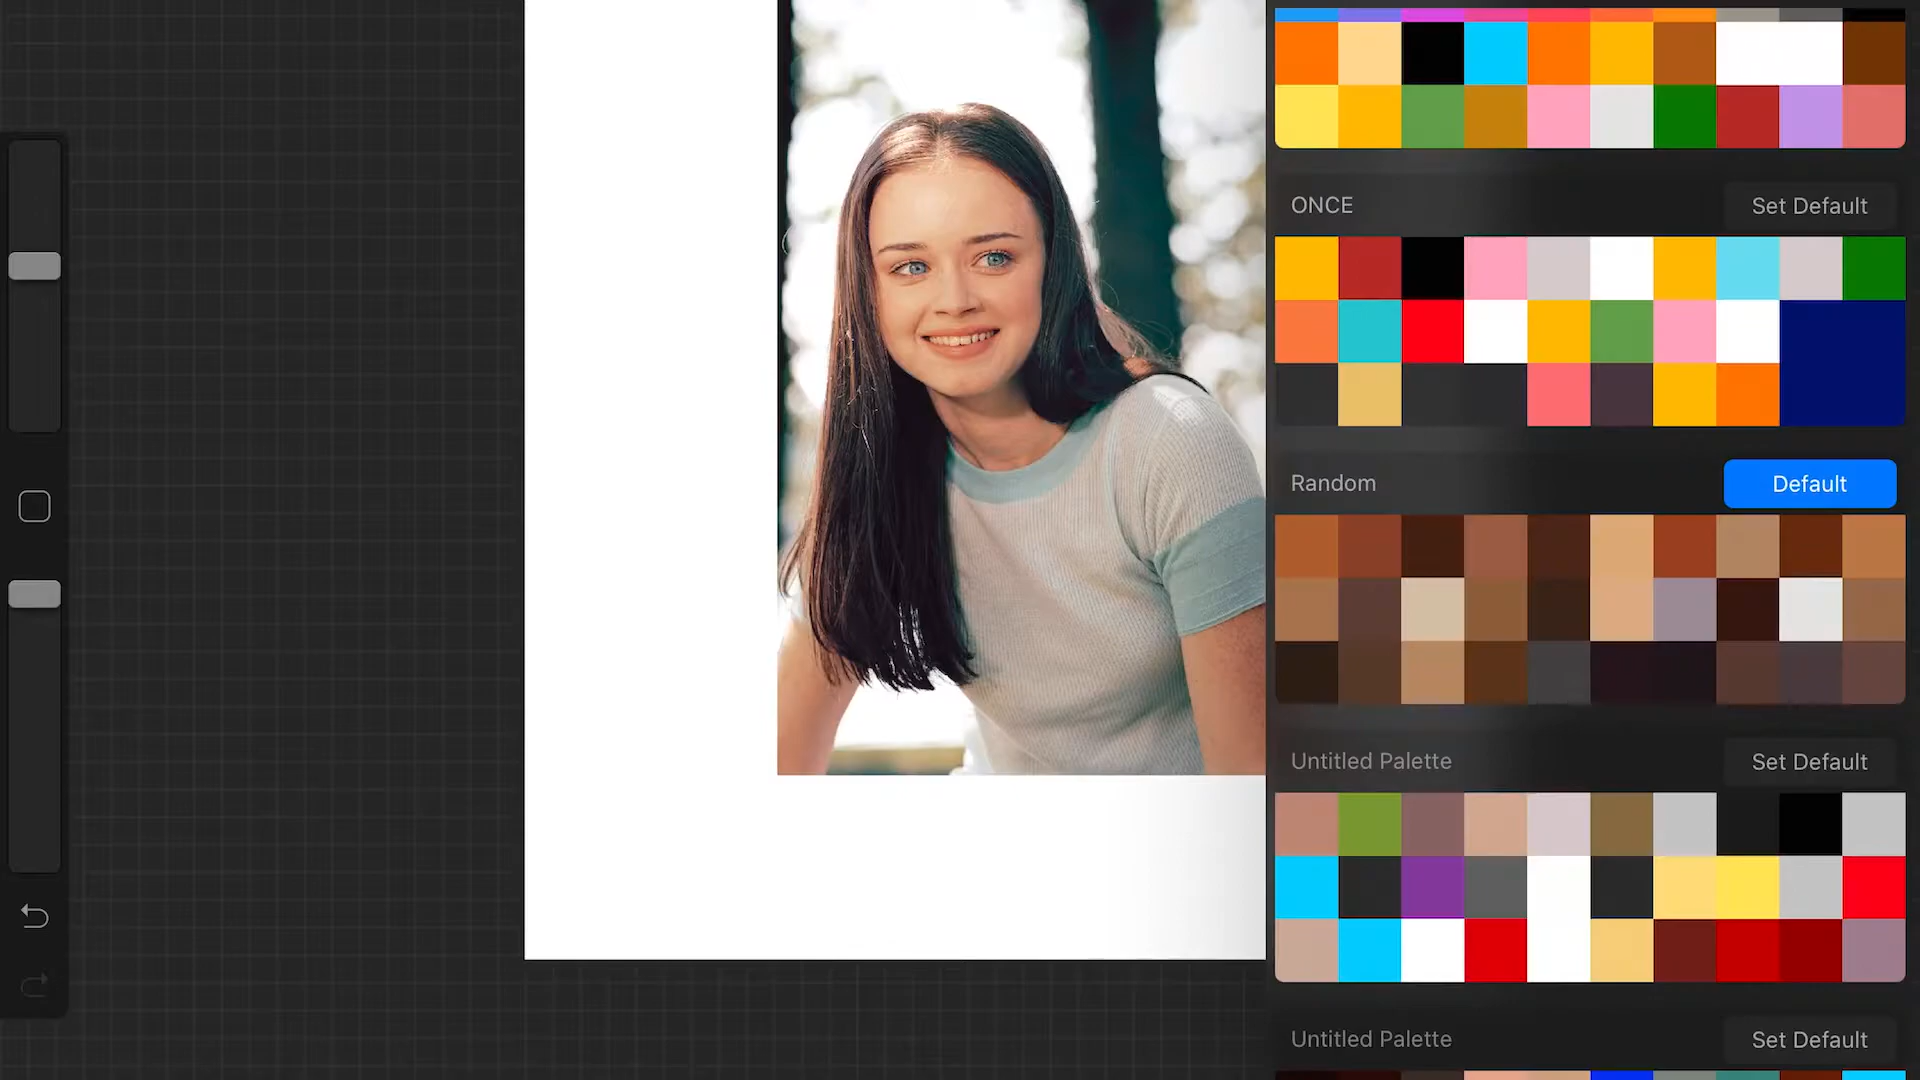 ONCE
Set Default
Random
Default
Untitled Palette
Set Default
Untitled Palette
Set Default